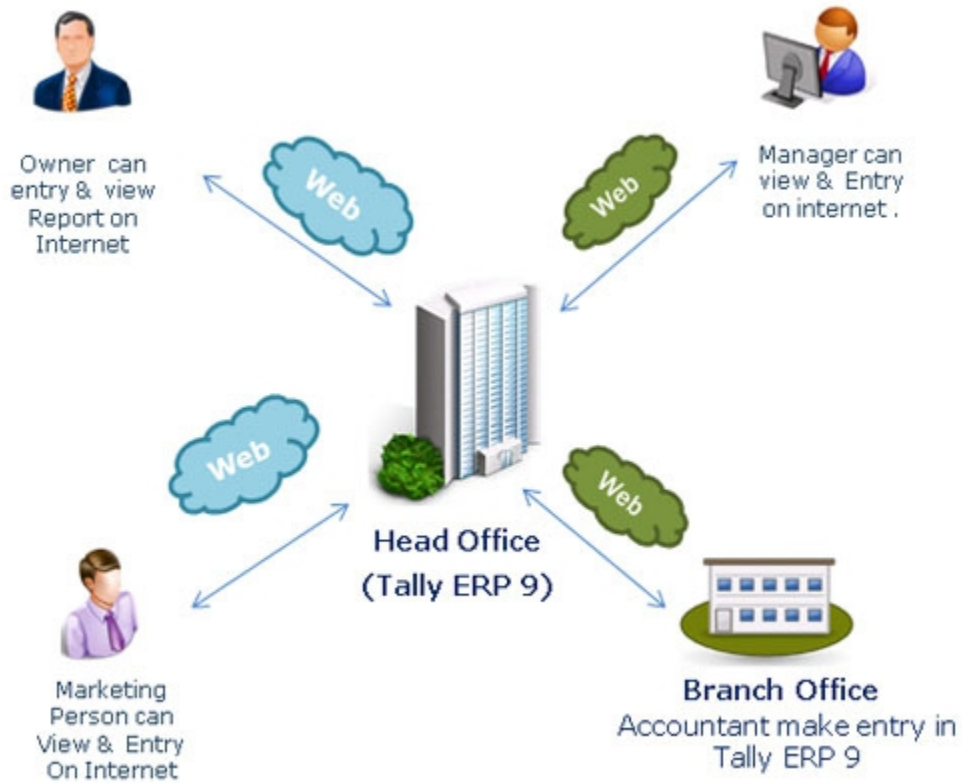 Owner can
entry & view
Report on
Internet
Web
Web
Manager can
view & Entry
on internet .
Web
Web
Head Office
(Tally ERP 9)
Marketing
Person can
View & Entry
On Internet
Branch Office
Accountant make entry in
Tally ERP 9